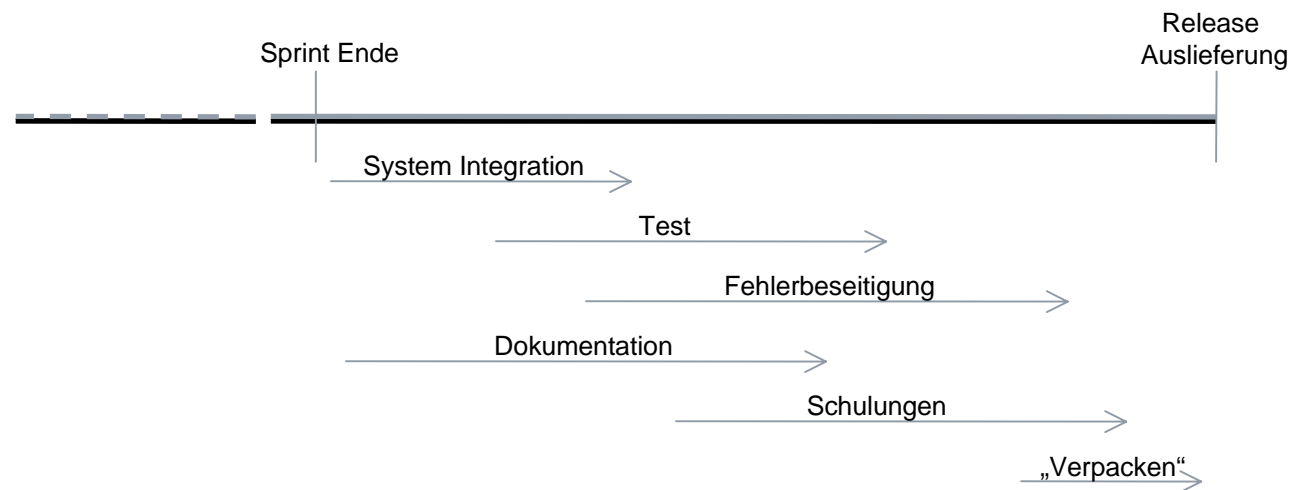 Sprint Ende
Release
Auslieferung
System Integration
Test
Fehlerbeseitigung
Dokumentation
Schulungen
„Verpacken“